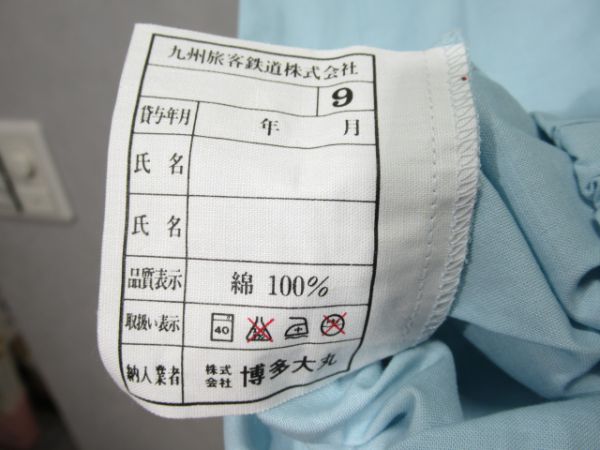 九州旅客鉄道株式会社
9
貸与年月 年 月
氏名
氏名
品質表示 綿 100%
取扱い表示 40
納入業者 株式会社 博多大丸